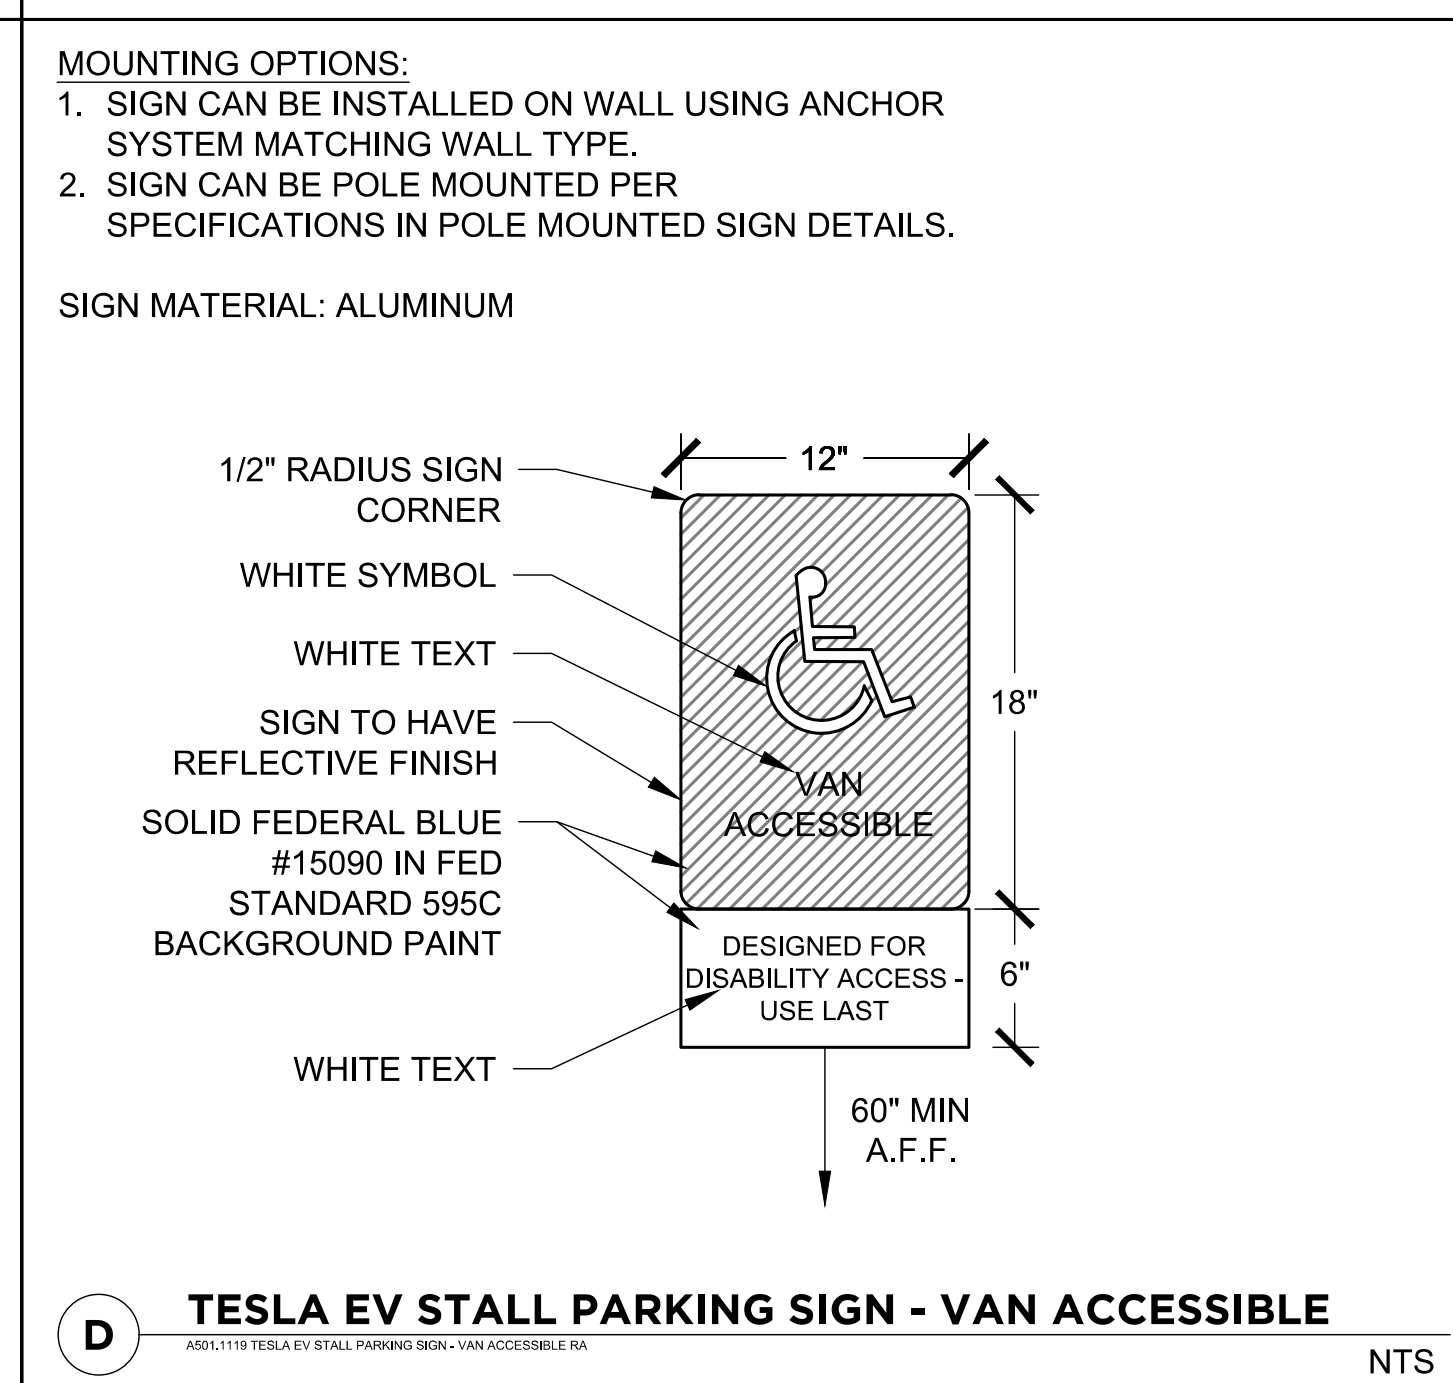 MOUNTING OPTIONS:
1. SIGN CAN BE INSTALLED ON WALL USING ANCHOR
SYSTEM MATCHING WALL TYPE.
2. SIGN CAN BE POLE MOUNTED PER
SPECIFICATIONS IN POLE MOUNTED SIGN DETAILS.
SIGN MATERIAL: ALUMINUM
12"
1/2" RADIUS SIGN
CORNER
WHITE SYMBOL
WHITE TEXT
SIGN TO HAVE
REFLECTIVE FINISH
SOLID FEDERAL BLUE
#15090 IN FED
STANDARD 595C
BACKGROUND PAINT
WHITE TEXT
VAN
ACCESSIBLE
18"
DESIGNED FOR
DISABILITY ACCESS -
USE LAST
6"
60" MIN
A.F.F.
D
TESLA EV STALL PARKING SIGN - VAN ACCESSIBLE
A501.1119 TESLA EV STALL PARKING SIGN - VAN ACCESSIBLE RA
NTS